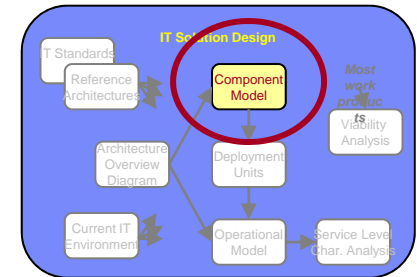 IT Solution Design
IT Standards
Reference
Architectures
Component
Model
Most
work
produc
ts
Viability
Analysis
Architecture
Overview
Diagram
Deployment
Units
Current IT
Environment
Operational
Model
Service Level
Char. Analysis